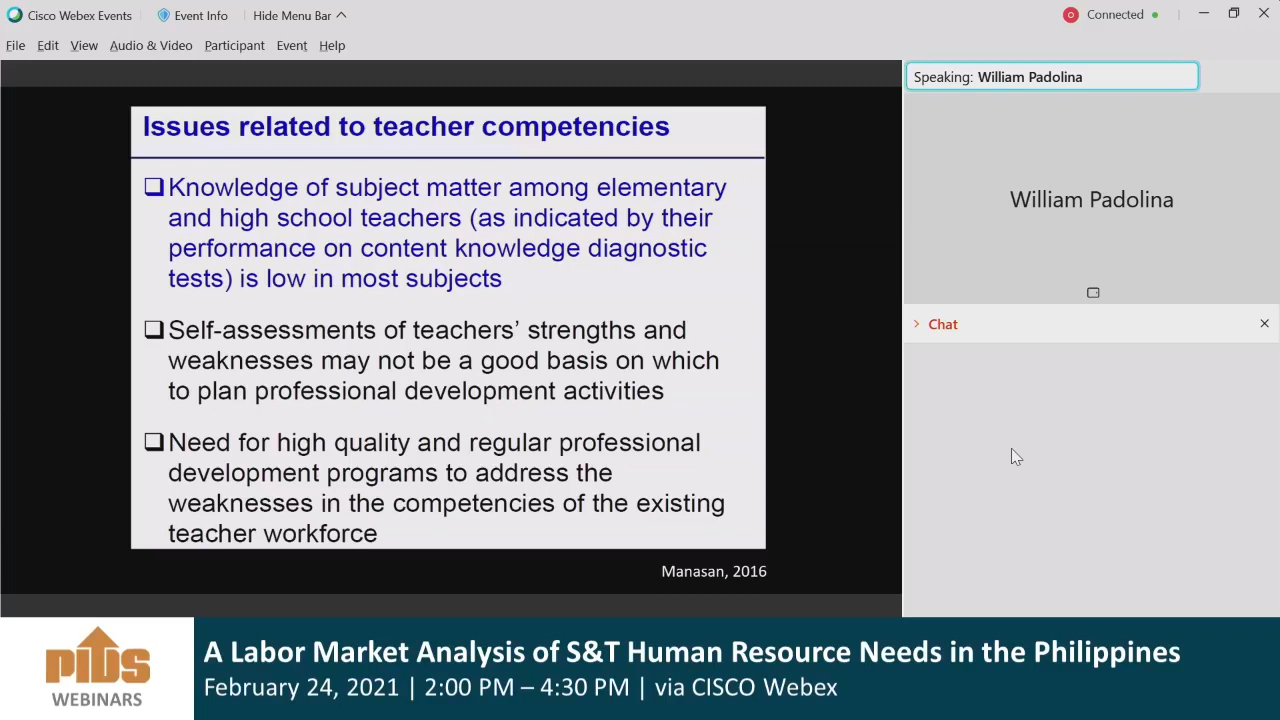 Cisco Webex Events
Event Info
Hide Menu Bar
Connected
File Edit View Audio & Video Participant Event Help
Speaking: William Padolina
William Padolina
Chat
Issues related to teacher competencies
Knowledge of subject matter among elementary
and high school teachers (as indicated by their
performance on content knowledge diagnostic
tests) is low in most subjects
Self-assessments of teachers’ strengths and
weaknesses may not be a good basis on which
to plan professional development activities
Need for high quality and regular professional
development programs to address the
weaknesses in the competencies of the existing
teacher workforce
Manasan, 2016
pids
WEBINARS
A Labor Market Analysis of S&T Human Resource Needs in the Philippines
February 24, 2021 | 2:00 PM – 4:30 PM | via CISCO Webex